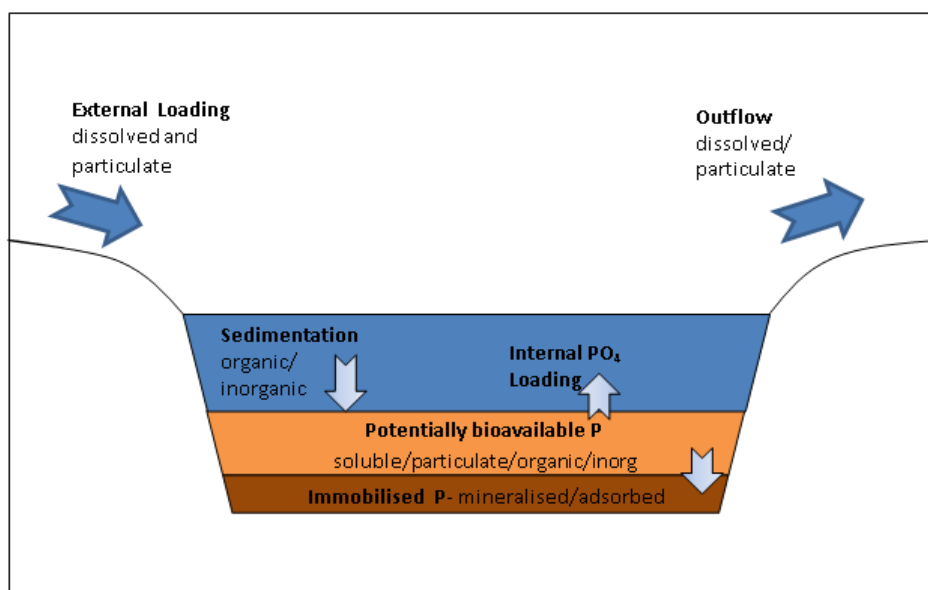 External Loading
dissolved and
particulate
Outflow
dissolved/
particulate
Sedimentation
organic/
inorganic
Internal PO₄
Loading
Potentially bioavailable P
soluble/particulate/organic/inorg
Immobilised P- mineralised/adsorbed